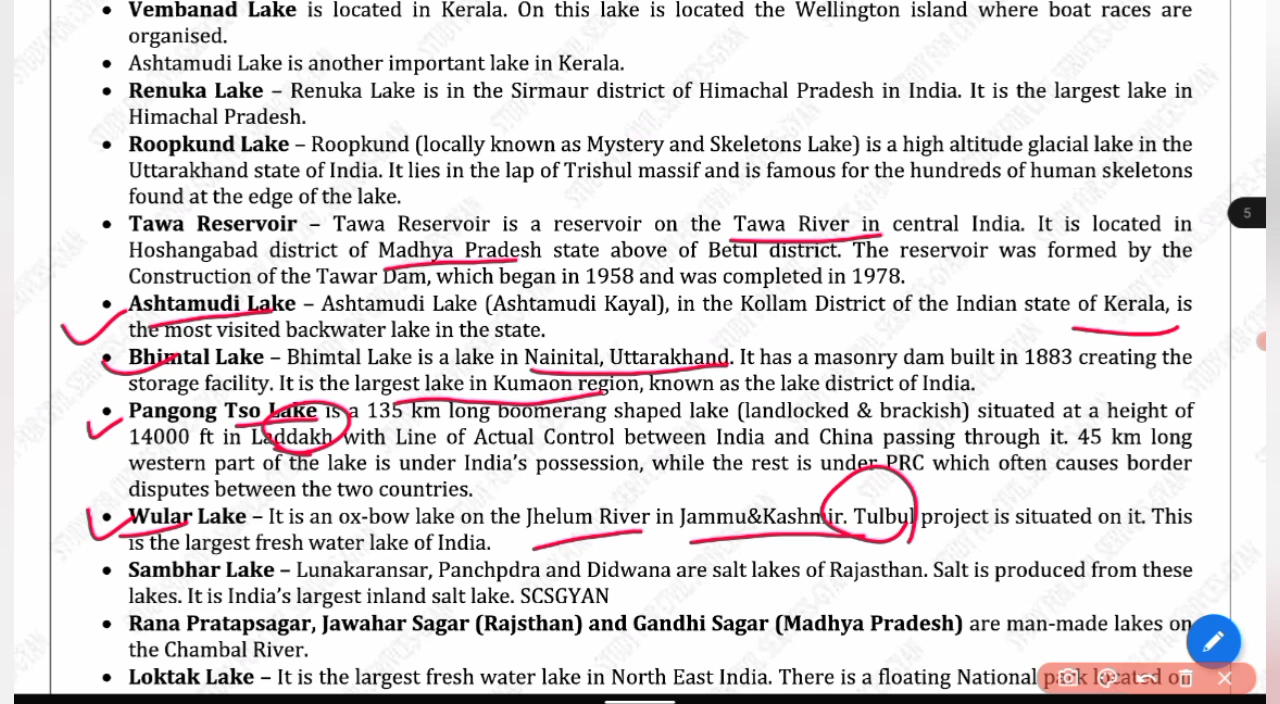 • Vembanad Lake is located in Kerala. On this lake is located the Wellington island where boat races are
organised.
• Ashtamudi Lake is another important lake in Kerala.
• Renuka Lake – Renuka Lake is in the Sirmaur district of Himachal Pradesh in India. It is the largest lake in
Himachal Pradesh.
• Roopkund Lake – Roopkund (locally known as Mystery and Skeletons Lake) is a high altitude glacial lake in the
Uttarakhand state of India. It lies in the lap of Trishul massif and is famous for the hundreds of human skeletons
found at the edge of the lake.
• Tawa Reservoir – Tawa Reservoir is a reservoir on the Tawa River in central India. It is located in
Hoshangabad district of Madhya Pradesh state above of Betul district. The reservoir was formed by the
Construction of the Tawar Dam, which began in 1958 and was completed in 1978.
• Ashtamudi Lake – Ashtamudi Lake (Ashtamudi Kayal), in the Kollam District of the Indian state of Kerala, is
the most visited backwater lake in the state.
• Bhimtal Lake – Bhimtal Lake is a lake in Nainital, Uttarakhand. It has a masonry dam built in 1883 creating the
storage facility. It is the largest lake in Kumaon region, known as the lake district of India.
• Pangong Tso Lake is a 135 km long boomerang shaped lake (landlocked & brackish) situated at a height of
14000 ft in Laddakh with Line of Actual Control between India and China passing through it. 45 km long
western part of the lake is under India's possession, while the rest is under PRC which often causes border
disputes between the two countries.
• Wular Lake – It is an ox-bow lake on the Jhelum River in Jammu&Kashmir. Tulbul project is situated on it. This
is the largest fresh water lake of India.
• Sambhar Lake – Lunakaransar, Panchpdra and Didwana are salt lakes of Rajasthan. Salt is produced from these
lakes. It is India's largest inland salt lake. SCSGYAN
• Rana Pratapsagar, Jawahar Sagar (Rajsthan) and Gandhi Sagar (Madhya Pradesh) are man-made lakes on
the Chambal River.
• Loktak Lake – It is the largest fresh water lake in North East India. There is a floating National park located on
5